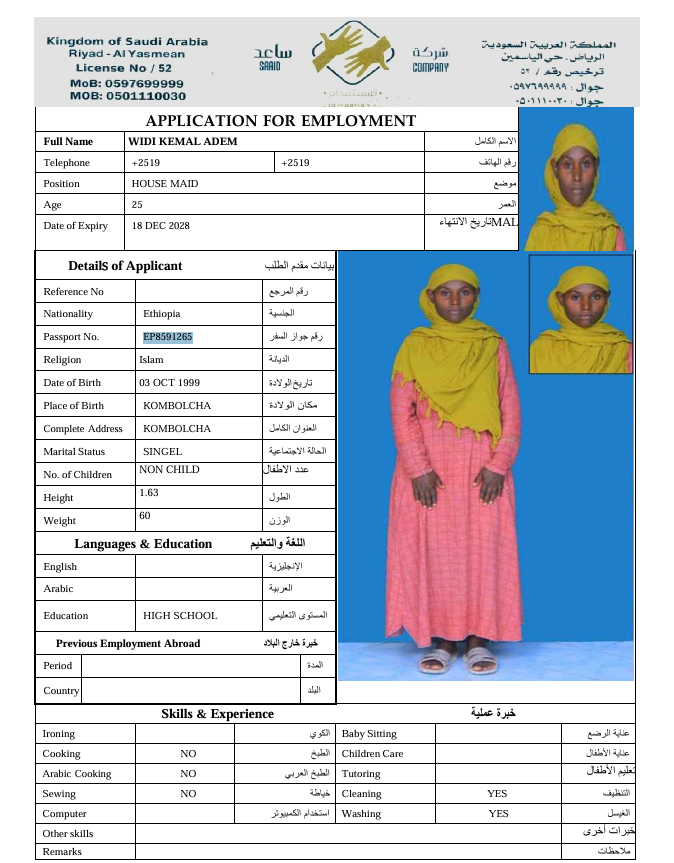 Kingdom of Saudi Arabia
Riyad - Al Yasmean
License No / 52
MoB: 0597699999
MOB: 0501110030
ساعد
SAAID
شركة
COMPANY
المملكة العربية السعودية
الرياض . حي الياسمين
ترخيص رقم / ٥٢
جوال : ٠٥٩٧٦٩٩٩٩٩
جوال : ٠٥٠١١١٠٠٣٠
APPLICATION FOR EMPLOYMENT
Full Name WIDI KEMAL ADEM الاسم الكامل
Telephone +2519 +2519 رقم الهاتف
Position HOUSE MAID موضع
Age 25 العمر
Date of Expiry 18 DEC 2028 تاريخ الانتهاءMAL
Details of Applicant بيانات مقدم الطلب
Reference No رقم المرجع
Nationality Ethiopia الجنسية
Passport No. EP8591265 رقم جواز السفر
Religion Islam الديانة
Date of Birth 03 OCT 1999 تاريخ الولادة
Place of Birth KOMBOLCHA مكان الولادة
Complete Address KOMBOLCHA العنوان الكامل
Marital Status SINGEL الحالة الاجتماعية
No. of Children NON CHILD عدد الاطفال
Height 1.63 الطول
Weight 60 الوزن
Languages & Education اللغة والتعليم
English الإنجليزية
Arabic العربية
Education HIGH SCHOOL المستوى التعليمي
Previous Employment Abroad خبرة خارج البلاد
Period المدة
Country البلد
Skills & Experience خبرة عملية
Ironing الكوي Baby Sitting عناية الرضع
Cooking NO الطبخ Children Care عناية الأطفال
Arabic Cooking NO الطبخ العربي Tutoring تعليم الأطفال
Sewing NO خياطة Cleaning YES التنظيف
Computer استخدام الكمبيوتر Washing YES الغيسل
Other skills خبرات أخرى
Remarks ملاحظات